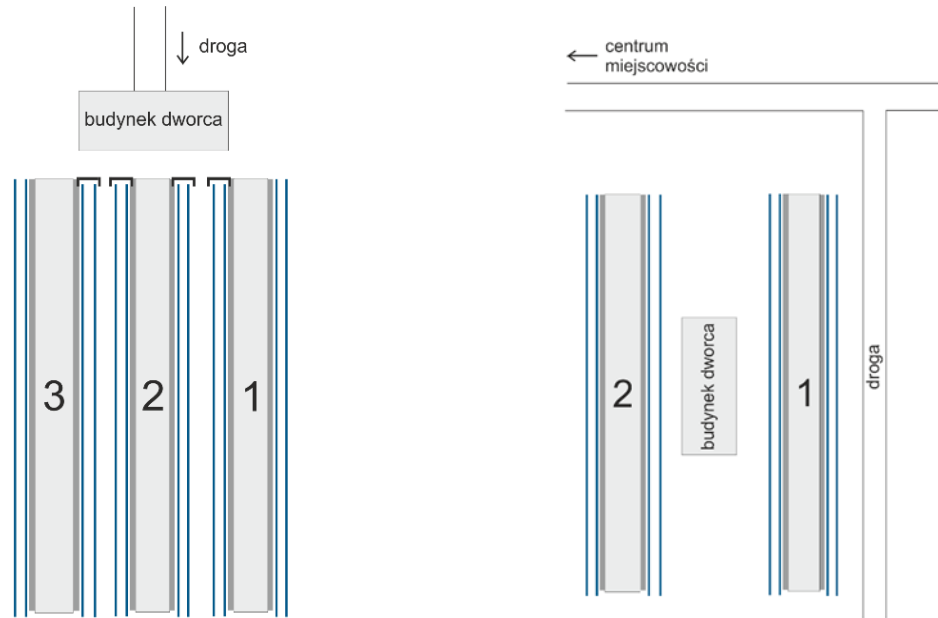 droga
budynek dworca
3
2
1
centrum
miejscowości
2
budynek dworca
1
droga